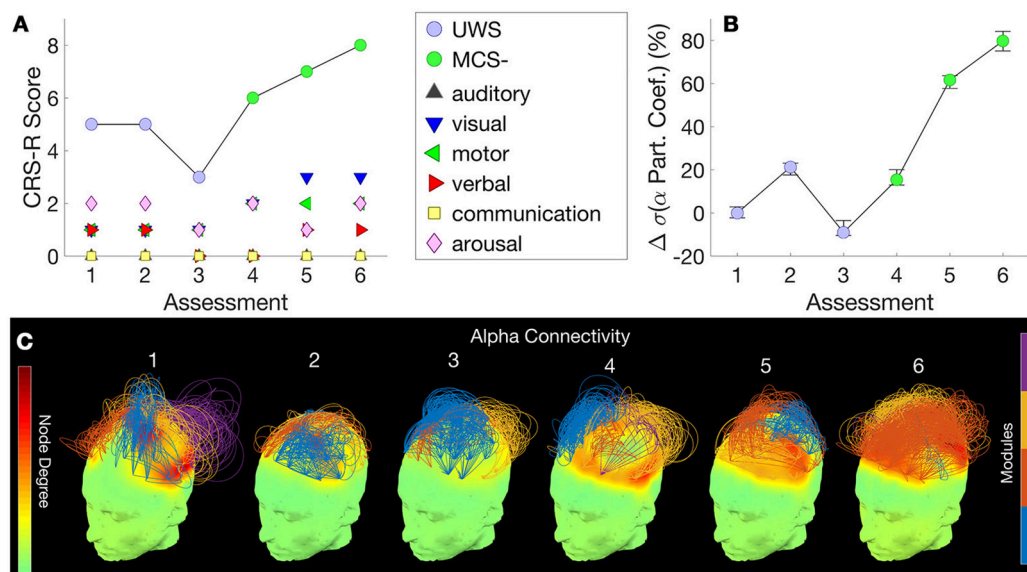 A
CRS-R Score
8
6
4
2
0
1 2 3 4 5 6
Assessment
UWS
MCS-
auditory
visual
motor
verbal
communication
arousal
B
Δ σ(α Part. Coef.) (%)
80
60
40
20
0
-20
1 2 3 4 5 6
Assessment
C
Alpha Connectivity
1 2 3 4 5 6
Node Degree
Modules